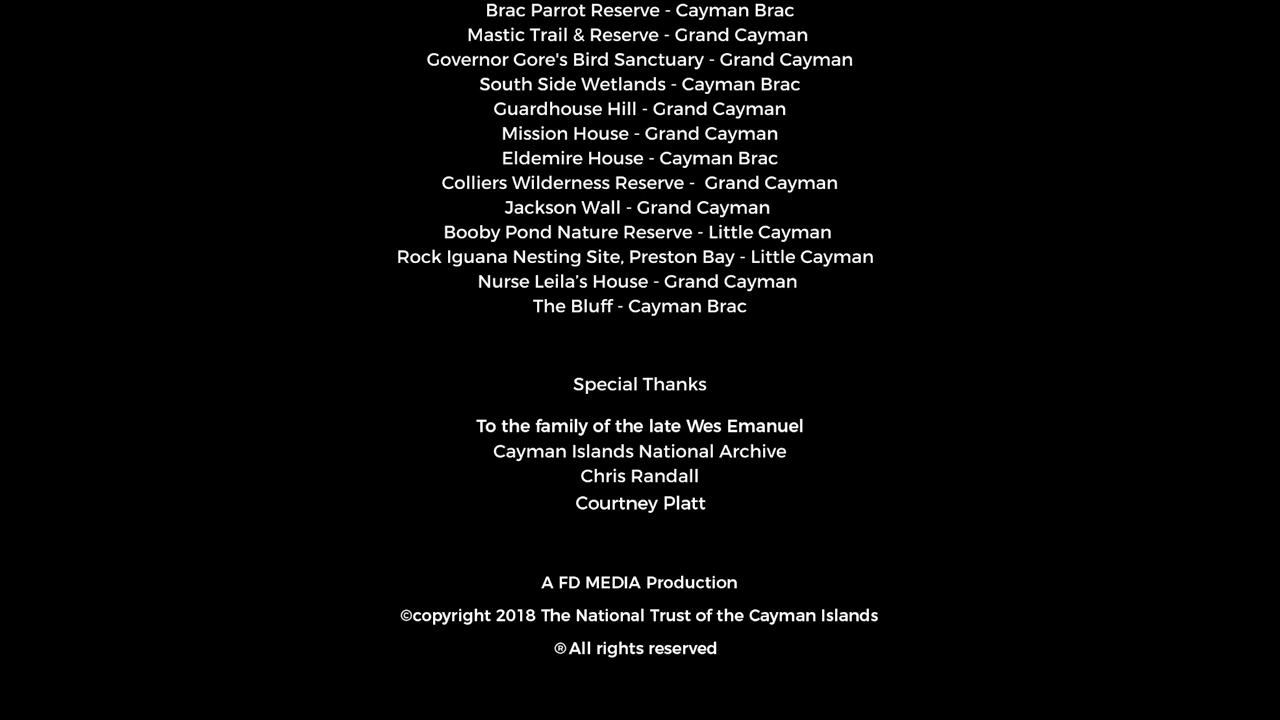 Brac Parrot Reserve - Cayman Brac
Mastic Trail & Reserve - Grand Cayman
Governor Gore's Bird Sanctuary - Grand Cayman
South Side Wetlands - Cayman Brac
Guardhouse Hill - Grand Cayman
Mission House - Grand Cayman
Eldemire House - Cayman Brac
Colliers Wilderness Reserve -  Grand Cayman
Jackson Wall - Grand Cayman
Booby Pond Nature Reserve - Little Cayman
Rock Iguana Nesting Site, Preston Bay - Little Cayman
Nurse Leila’s House - Grand Cayman
The Bluff - Cayman Brac
Special Thanks
To the family of the late Wes Emanuel
Cayman Islands National Archive
Chris Randall
Courtney Platt
A FD MEDIA Production
©copyright 2018 The National Trust of the Cayman Islands
® All rights reserved